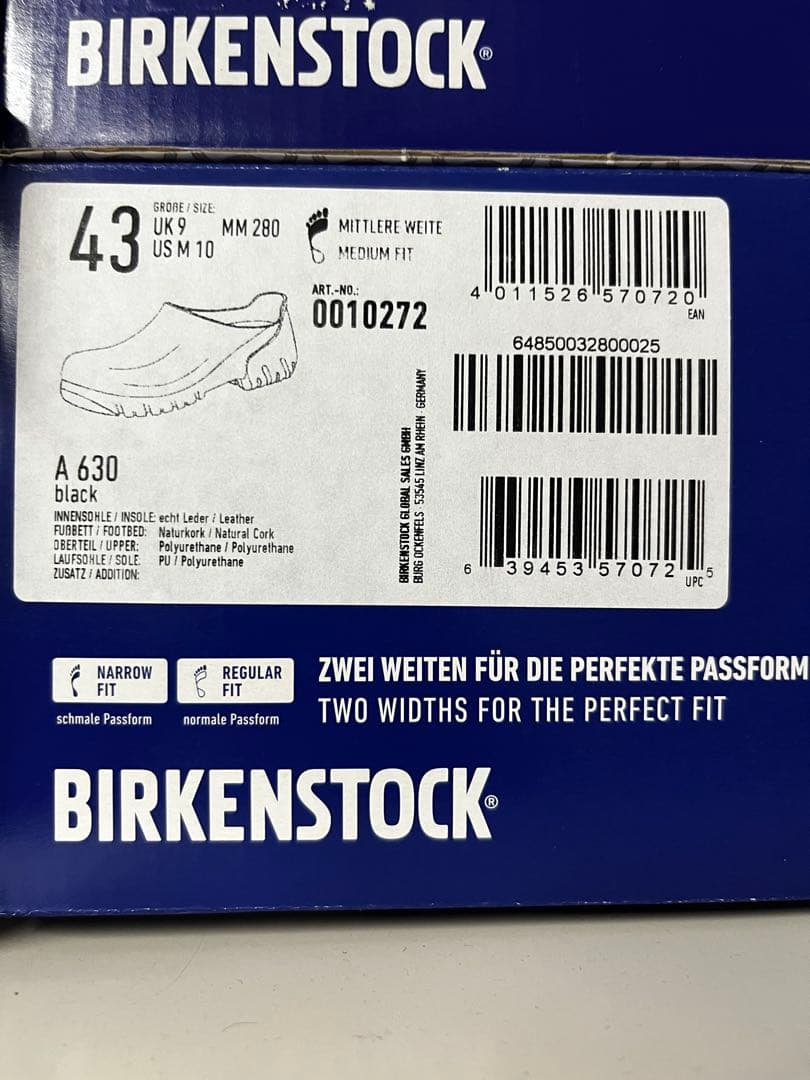 BIRKENSTOCK®
43
GRÖßE / SIZE:
UK 9 MM 280
US M 10
MITTLERE WEITE
MEDIUM FIT
ART.-NO.:
0010272
4 011526 570720
EAN
64850032800025
BIRKENSTOCK GLOBAL SALES GMBH
BURG OCKENFELS · 53545 LINZ AM RHEIN · GERMANY
A 630
black
INNENSOHLE / INSOLE: echt Leder / Leather
FUßBETT / FOOTBED: Naturkork / Natural Cork
OBERTEIL / UPPER: Polyurethane / Polyurethane
LAUFSOHLE / SOLE: PU / Polyurethane
ZUSATZ / ADDITION:
6 39453 57072 5
UPC
NARROW FIT
schmale Passform
REGULAR FIT
normale Passform
ZWEI WEITEN FÜR DIE PERFEKTE PASSFORM
TWO WIDTHS FOR THE PERFECT FIT
BIRKENSTOCK®